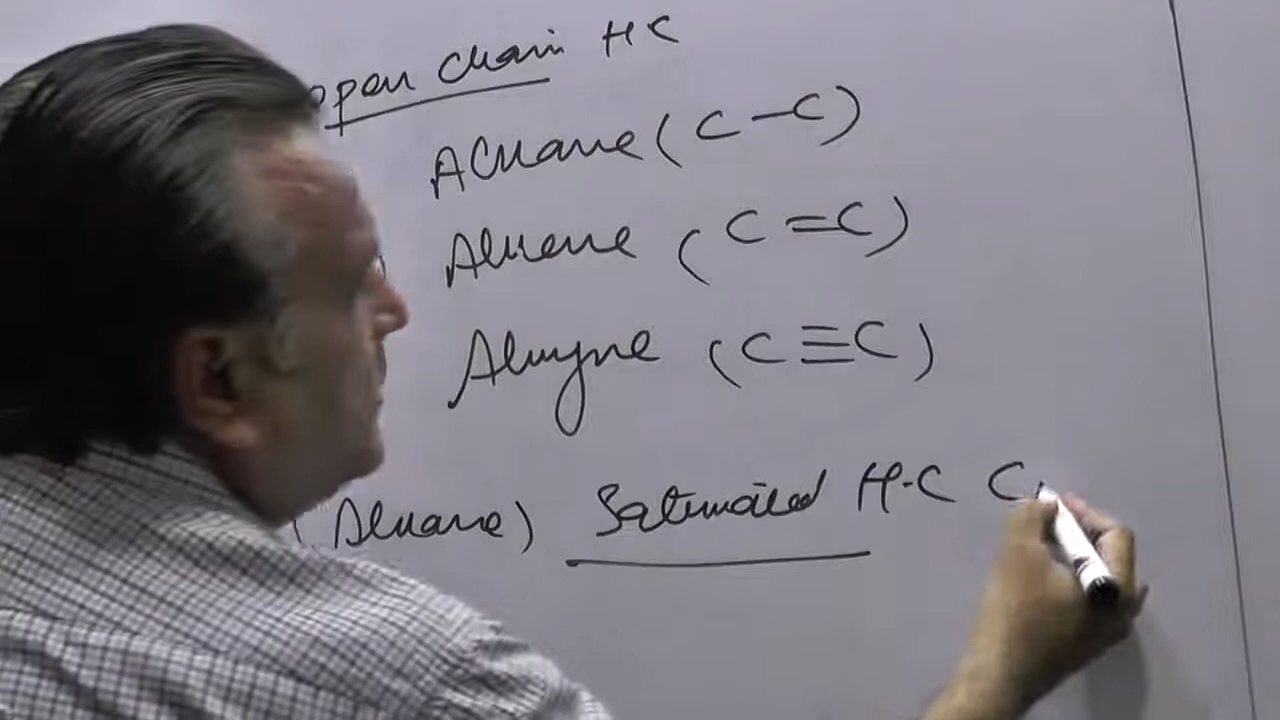 open chain HC
Alkane (C–C)
Alkene (C=C)
Alkyne (C≡C)
(Alkane) Saturated H-C C